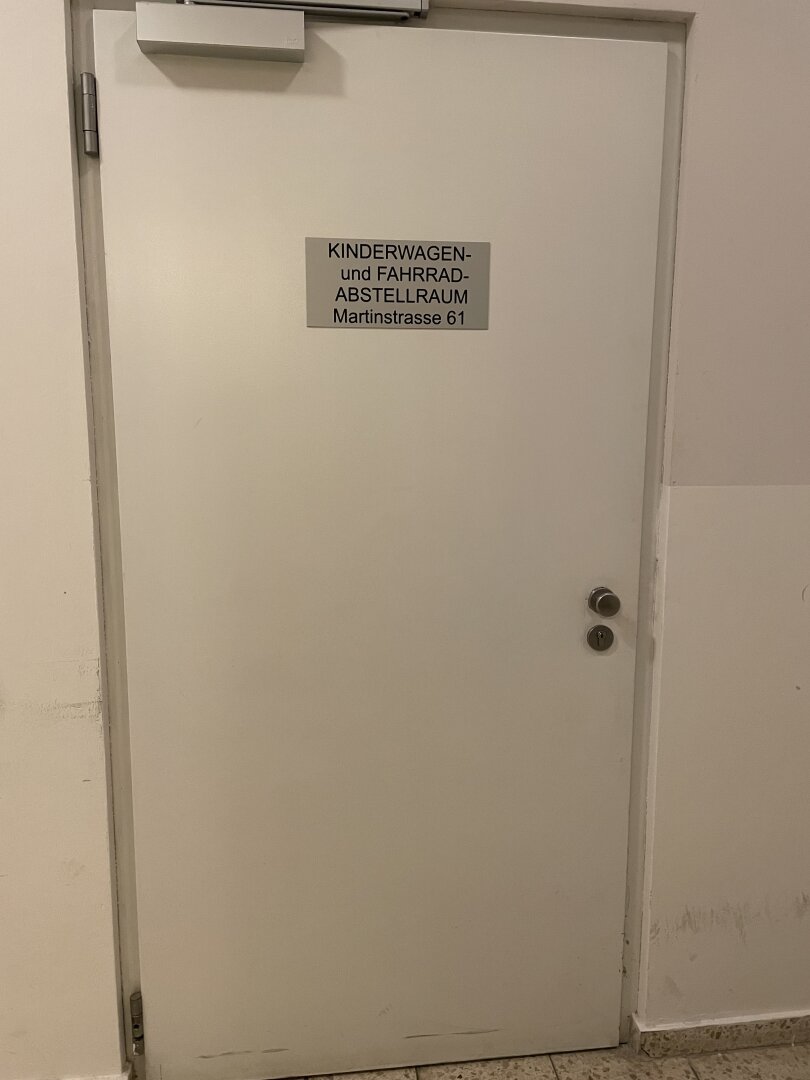 KINDERWAGEN-
und FAHRRAD-
ABSTELLRAUM
Martinstrasse 61